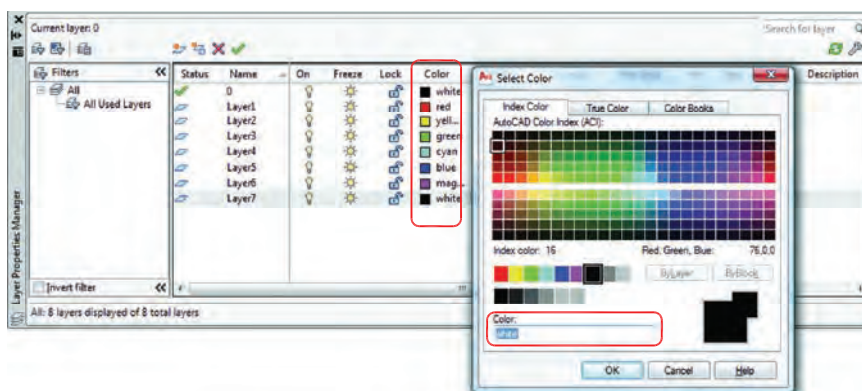 Current layer: 0
Search for layer
Filters
All
All Used Layers
Invert filter
Layer Properties Manager
Status Name On Freeze Lock Color Description
0 white
Layer1 red
Layer2 yell...
Layer3 green
Layer4 cyan
Layer5 blue
Layer6 mag...
Layer7 white
All: 8 layers displayed of 8 total layers
Select Color
Index Color True Color Color Books
AutoCAD Color Index (ACI):
Index color: 16 Red, Green, Blue: 76,0,0
ByLayer ByBlock
Color:
white
OK Cancel Help